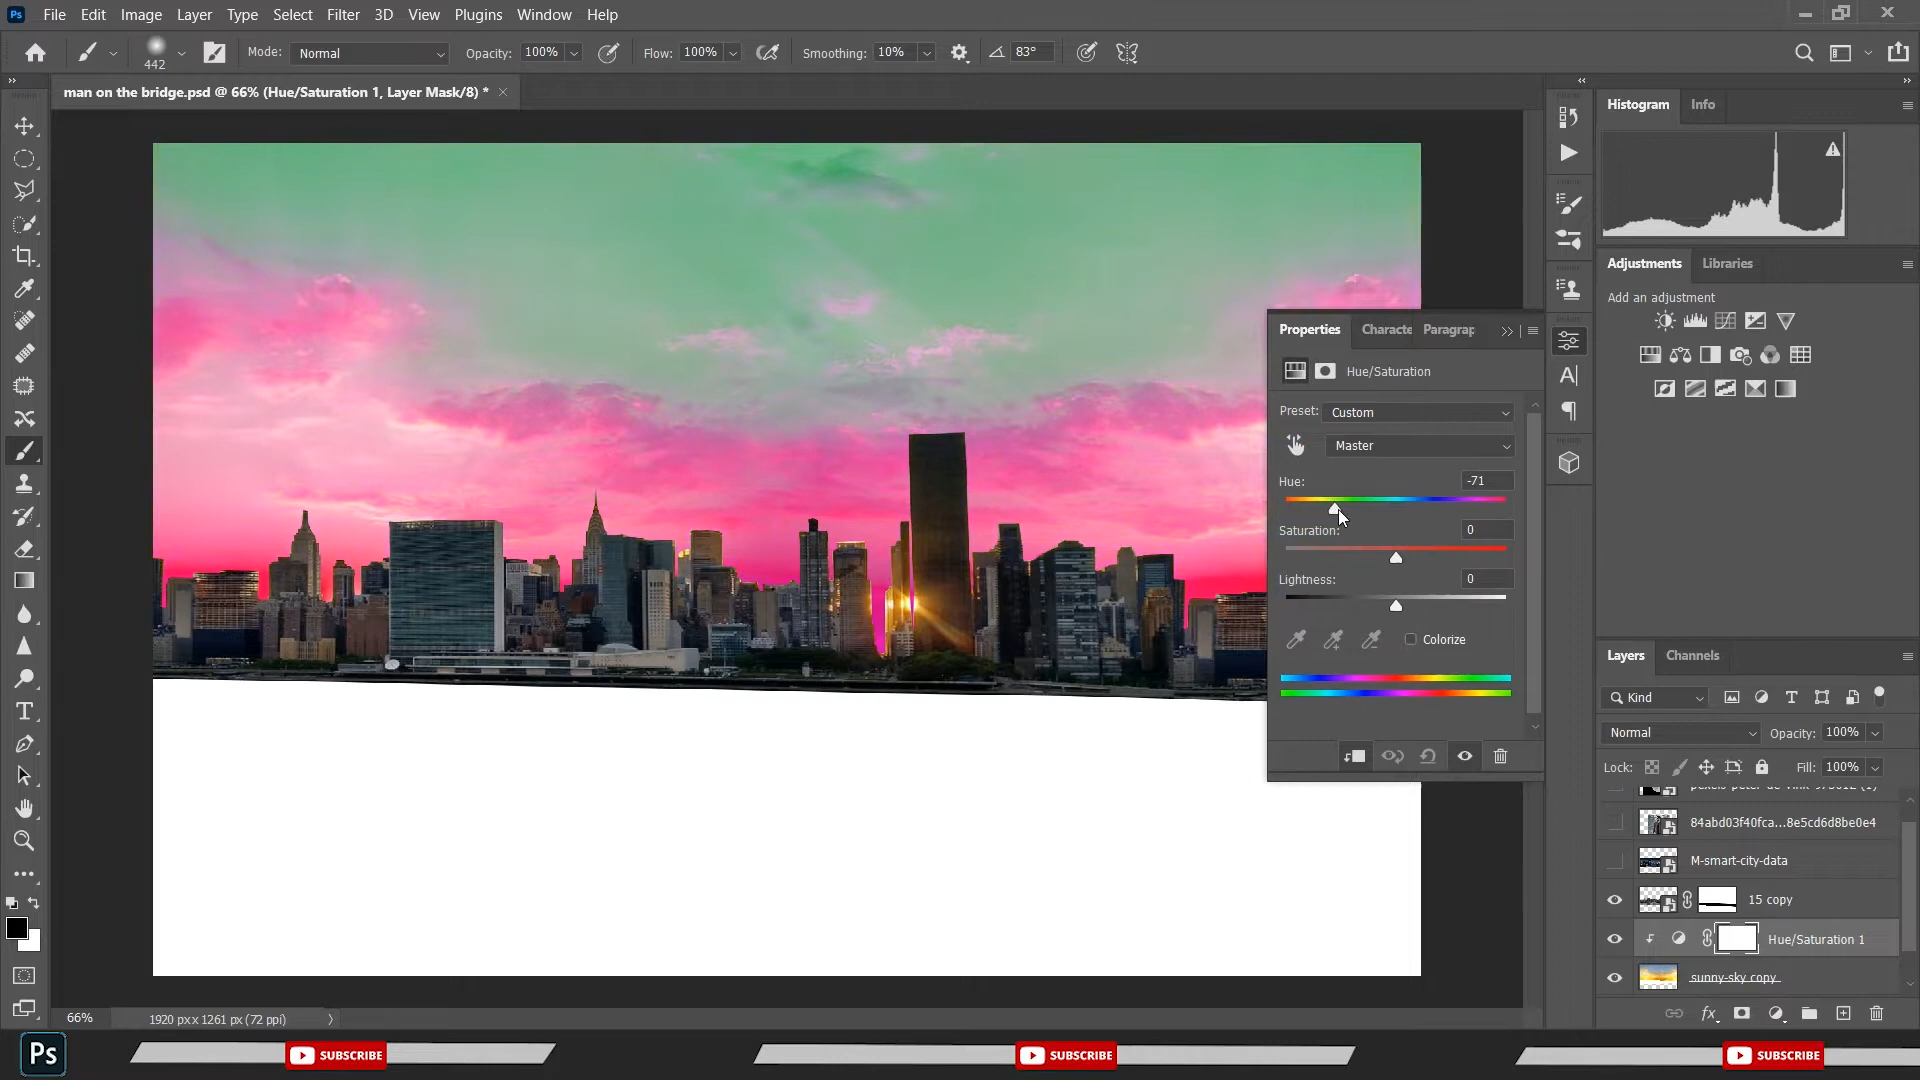 Ps File Edit Image Layer Type Select Filter 3D View Plugins Window Help
442 Mode: Normal Opacity: 100% Flow: 100% Smoothing: 10% 83°
man on the bridge.psd @ 66% (Hue/Saturation 1, Layer Mask/8) *
Histogram Info
Adjustments Libraries
Add an adjustment
Properties Characte Paragrap
Hue/Saturation
Preset: Custom
Master
Hue: -71
Saturation: 0
Lightness: 0
Colorize
Layers Channels
Kind
Normal Opacity: 100%
Lock: Fill: 100%
84abd03f40fca...8e5cd6d8be0e4
M-smart-city-data
15 copy
Hue/Saturation 1
sunny-sky copy
66% 1920 px x 1261 px (72 ppi)
Ps SUBSCRIBE SUBSCRIBE SUBSCRIBE